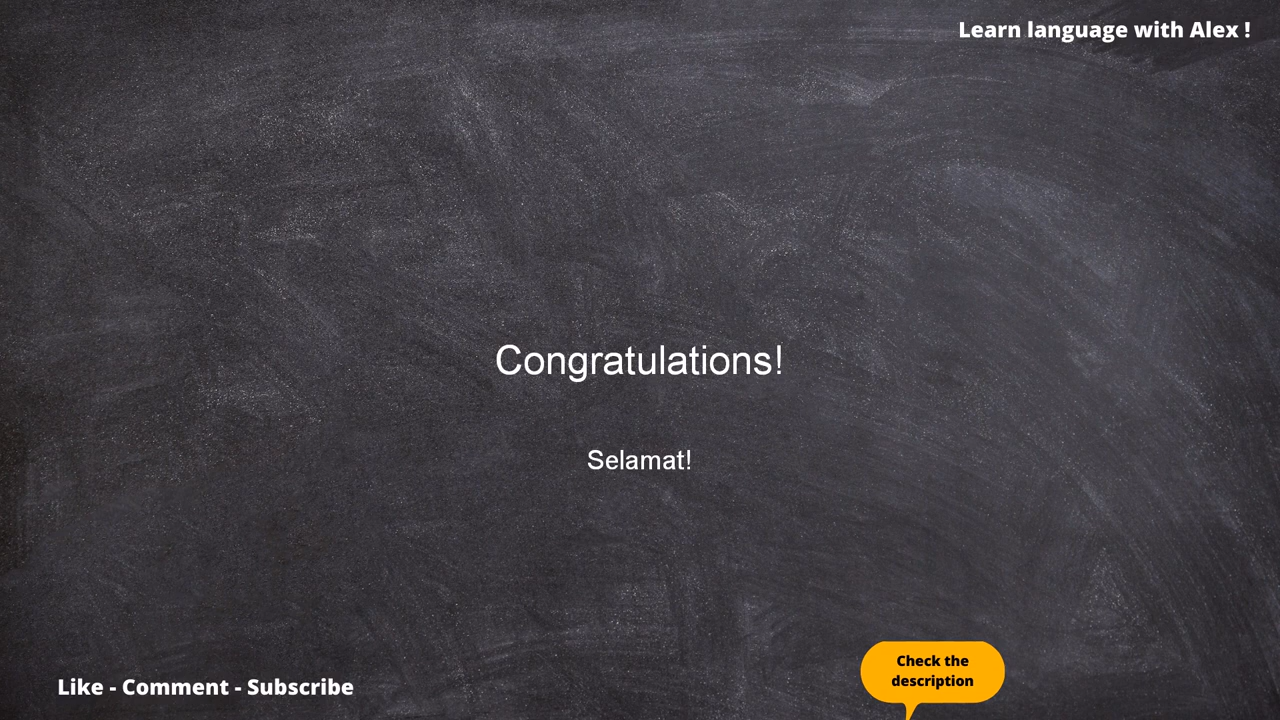 Learn language with Alex !
Congratulations!
Selamat!
Check the
description
Like - Comment - Subscribe